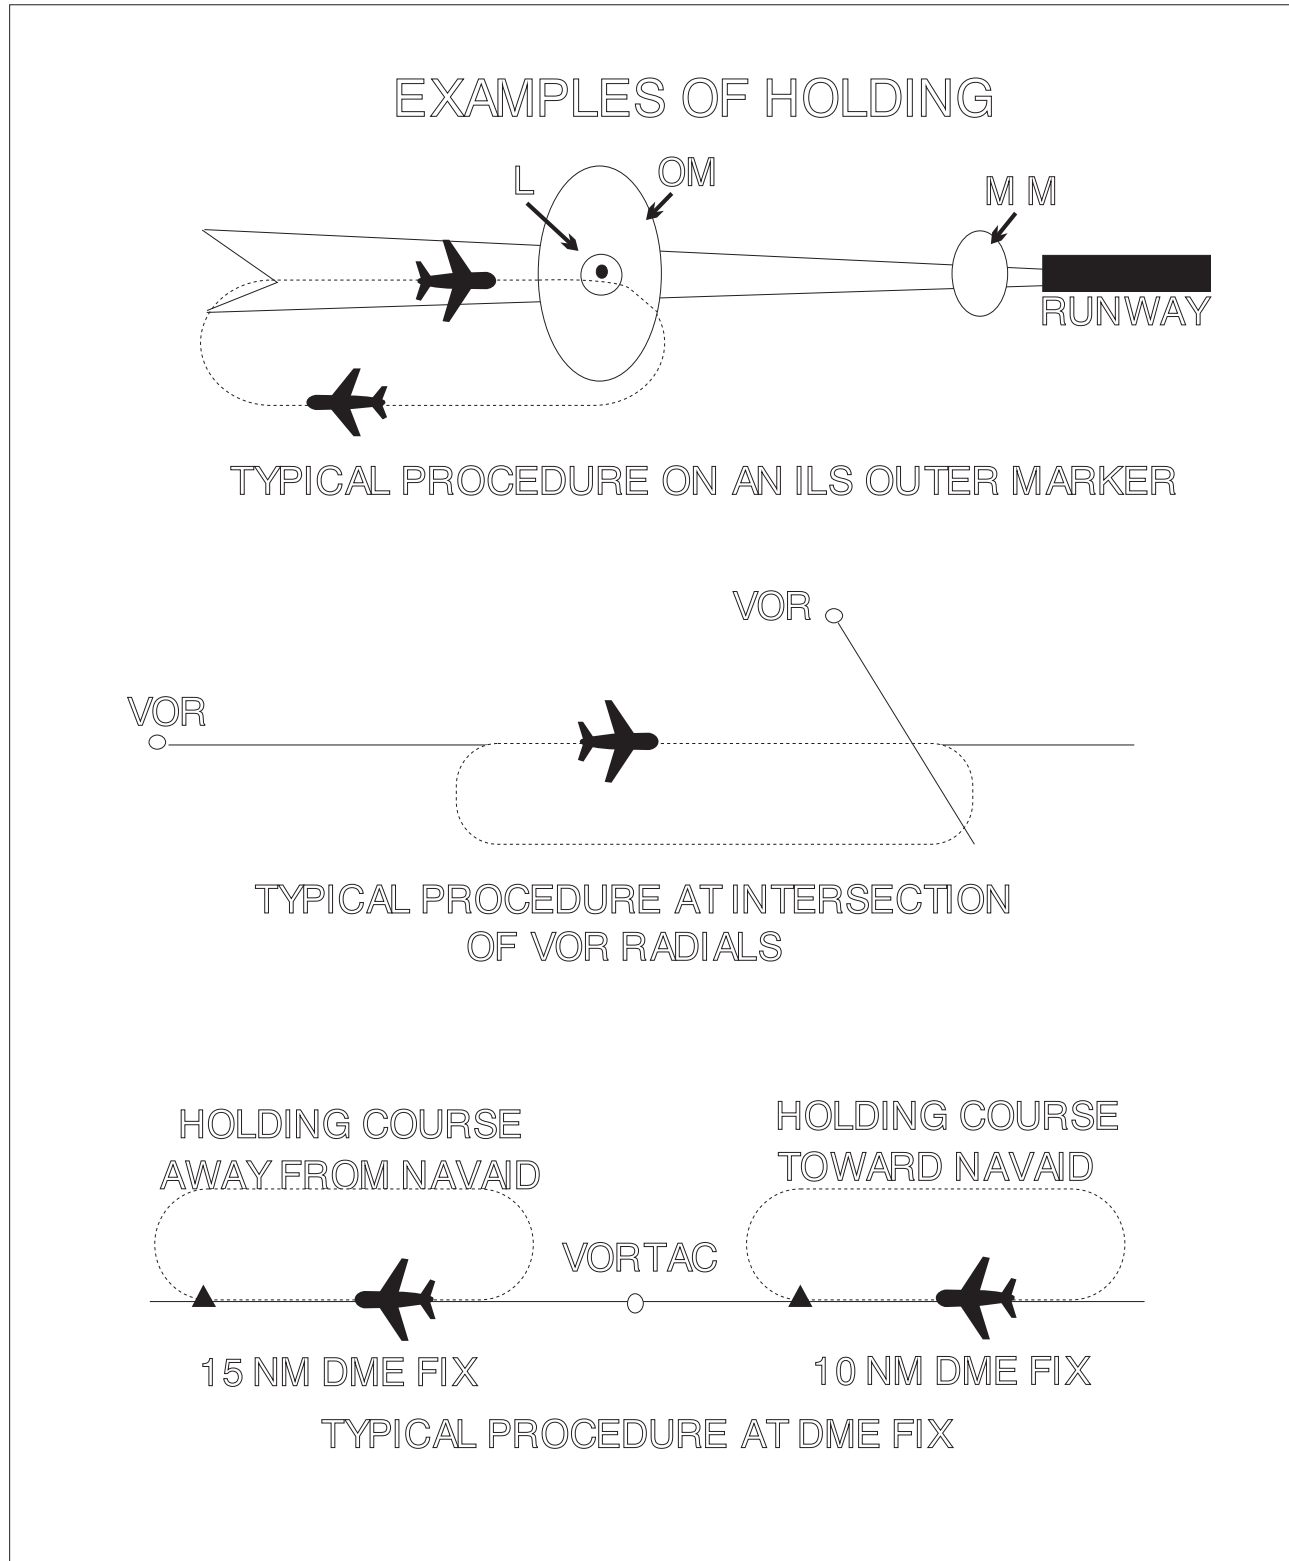 EXAMPLES OF HOLDING
L
OM
M M
RUNWAY
TYPICAL PROCEDURE ON AN ILS OUTER MARKER
VOR
VOR
TYPICAL PROCEDURE AT INTERSECTION
OF VOR RADIALS
HOLDING COURSE
AWAY FROM NAVAID
HOLDING COURSE
TOWARD NAVAID
VORTAC
15 NM DME FIX
10 NM DME FIX
TYPICAL PROCEDURE AT DME FIX